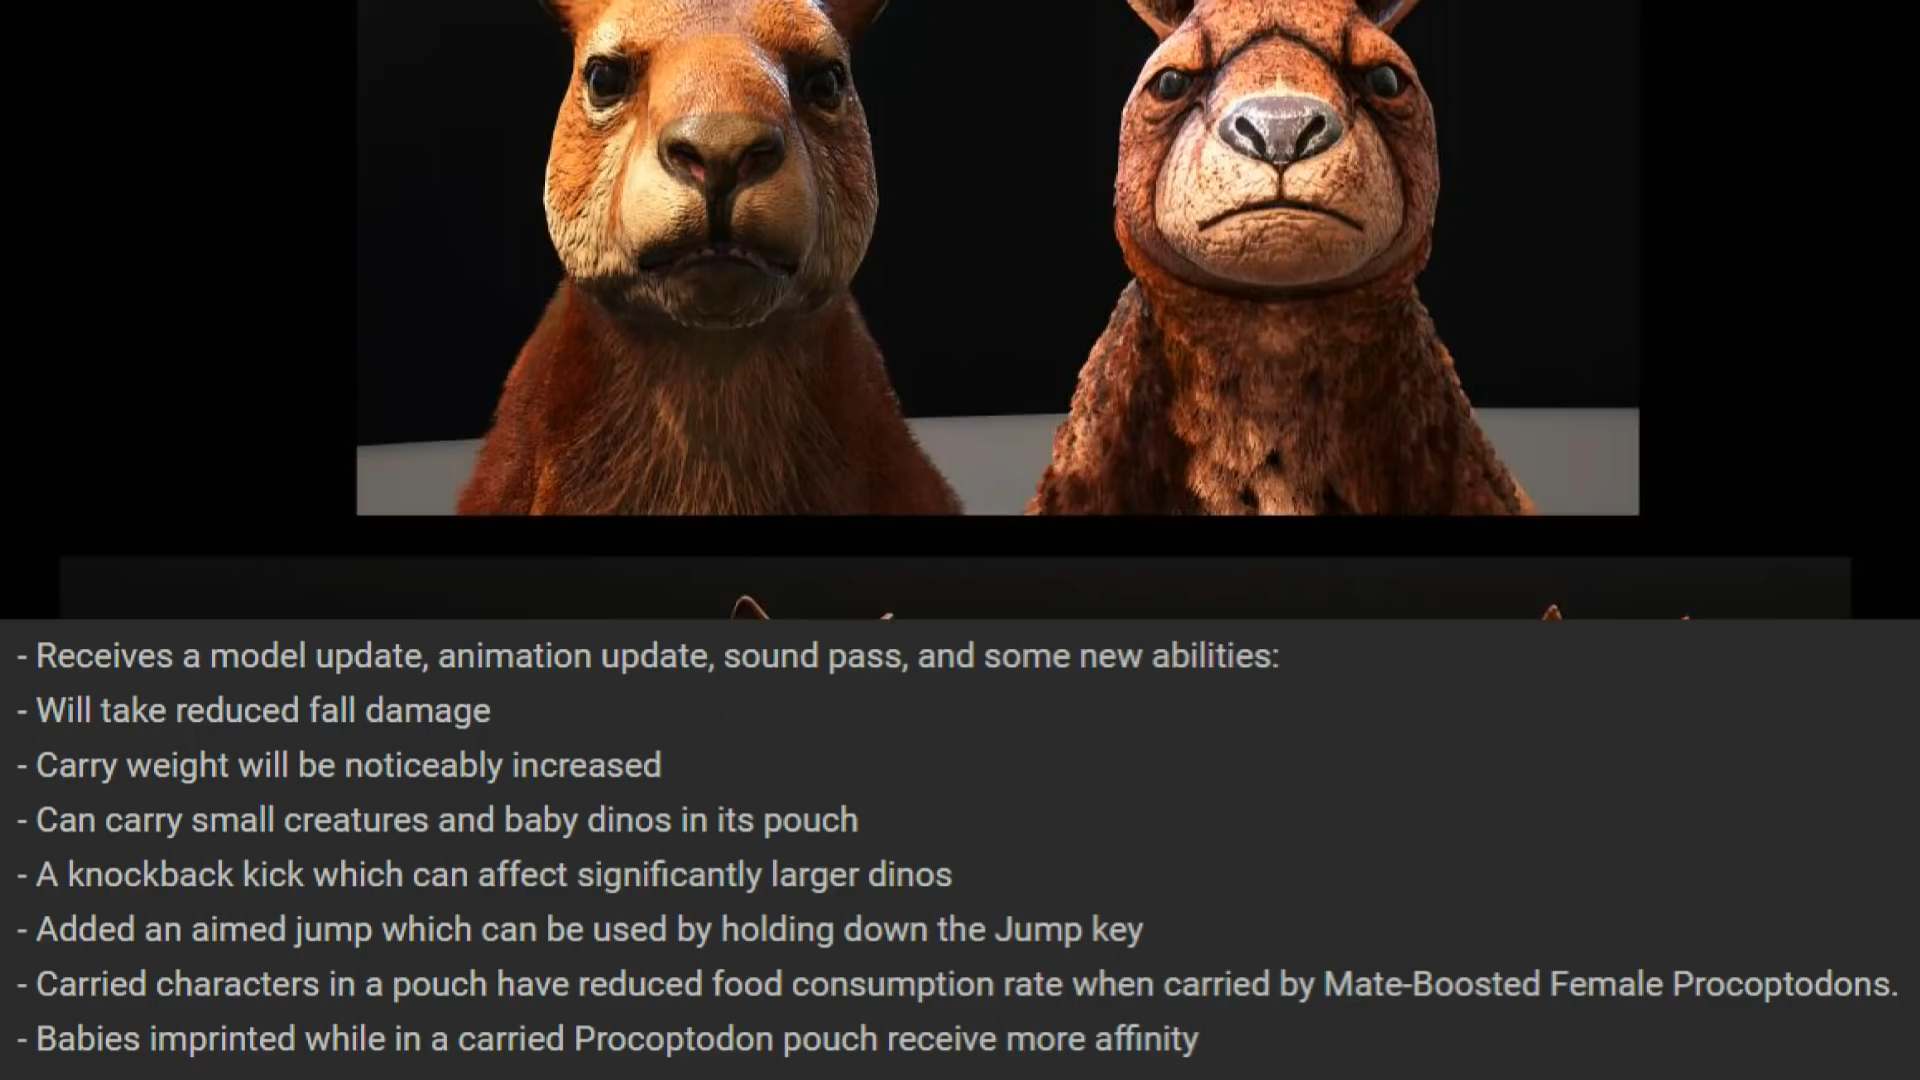 - Receives a model update, animation update, sound pass, and some new abilities:
- Will take reduced fall damage
- Carry weight will be noticeably increased
- Can carry small creatures and baby dinos in its pouch
- A knockback kick which can affect significantly larger dinos
- Added an aimed jump which can be used by holding down the Jump key
- Carried characters in a pouch have reduced food consumption rate when carried by Mate-Boosted Female Procoptodons.
- Babies imprinted while in a carried Procoptodon pouch receive more affinity